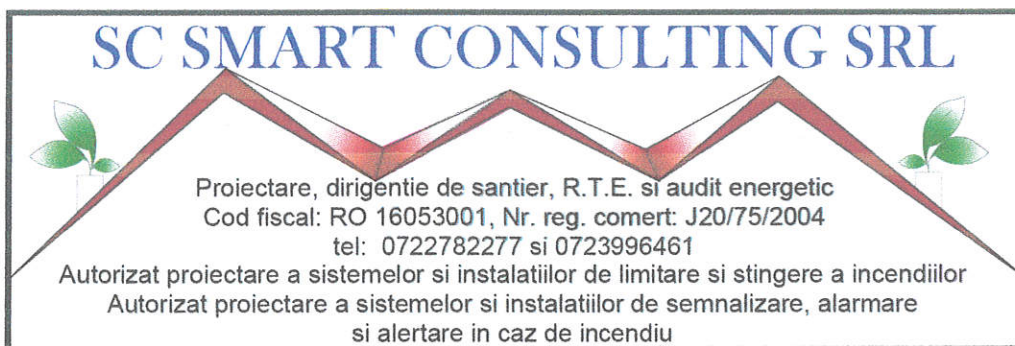 SC SMART CONSULTING SRL
Proiectare, dirigentie de santier, R.T.E. si audit energetic
Cod fiscal: RO 16053001, Nr. reg. comert: J20/75/2004
tel: 0722782277 si 0723996461
Autorizat proiectare a sistemelor si instalatiilor de limitare si stingere a incendiilor
Autorizat proiectare a sistemelor si instalatiilor de semnalizare, alarmare
si alertare in caz de incendiu